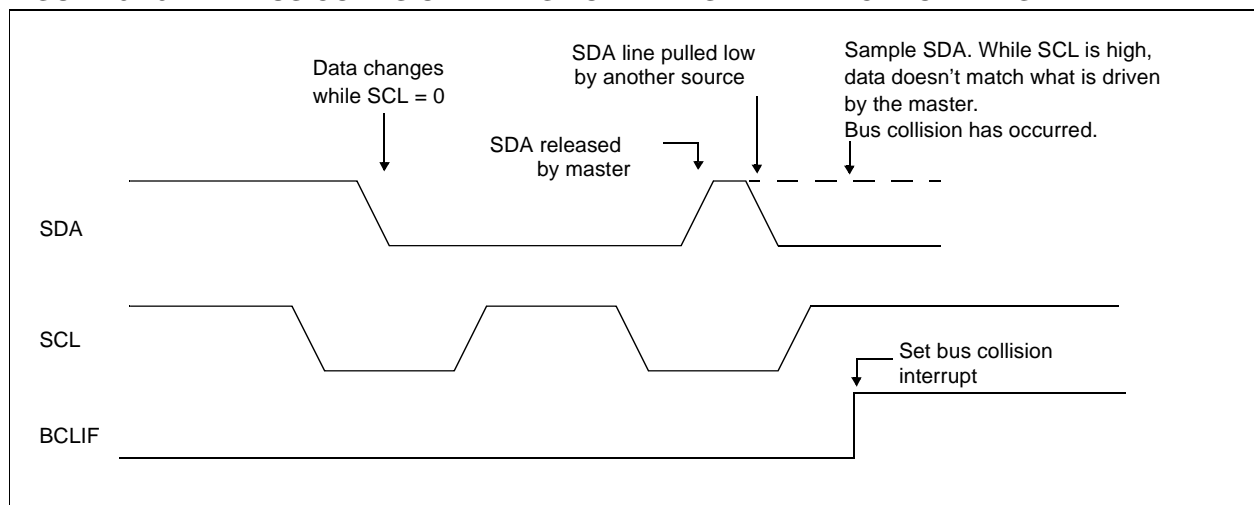 Data changes
while SCL = 0
SDA line pulled low
by another source
Sample SDA. While SCL is high,
data doesn't match what is driven
by the master.
Bus collision has occurred.
SDA released
by master
SDA
SCL
Set bus collision
interrupt
BCLIF